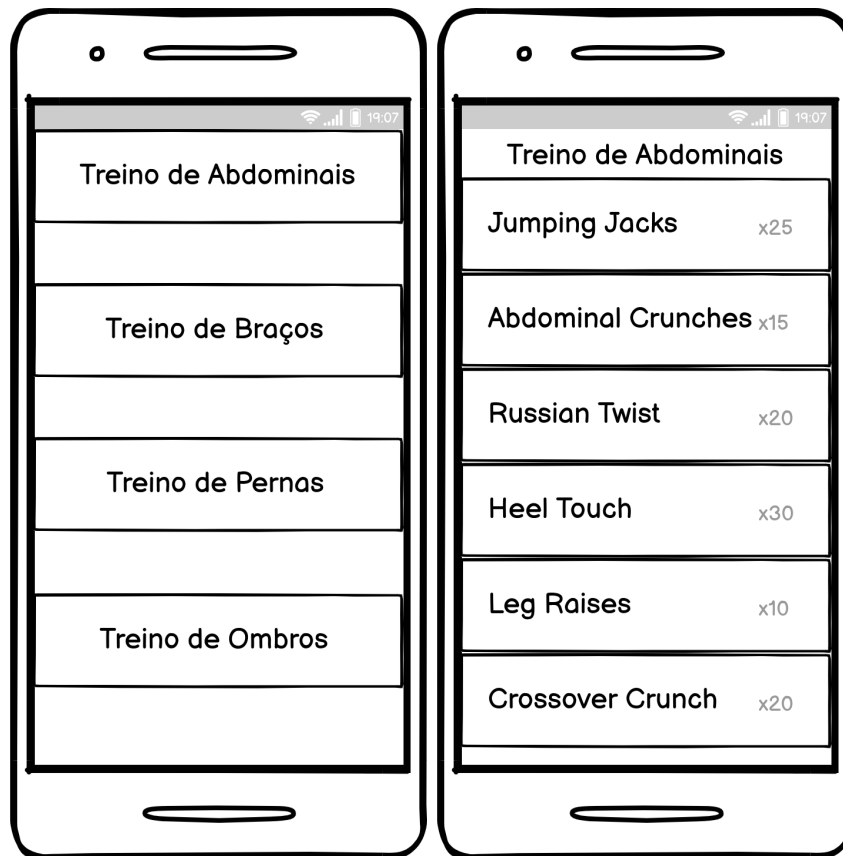 19:07
Treino de Abdominais
Treino de Braços
Treino de Pernas
Treino de Ombros
19:07
Treino de Abdominais
Jumping Jacks x25
Abdominal Crunches x15
Russian Twist x20
Heel Touch x30
Leg Raises x10
Crossover Crunch x20